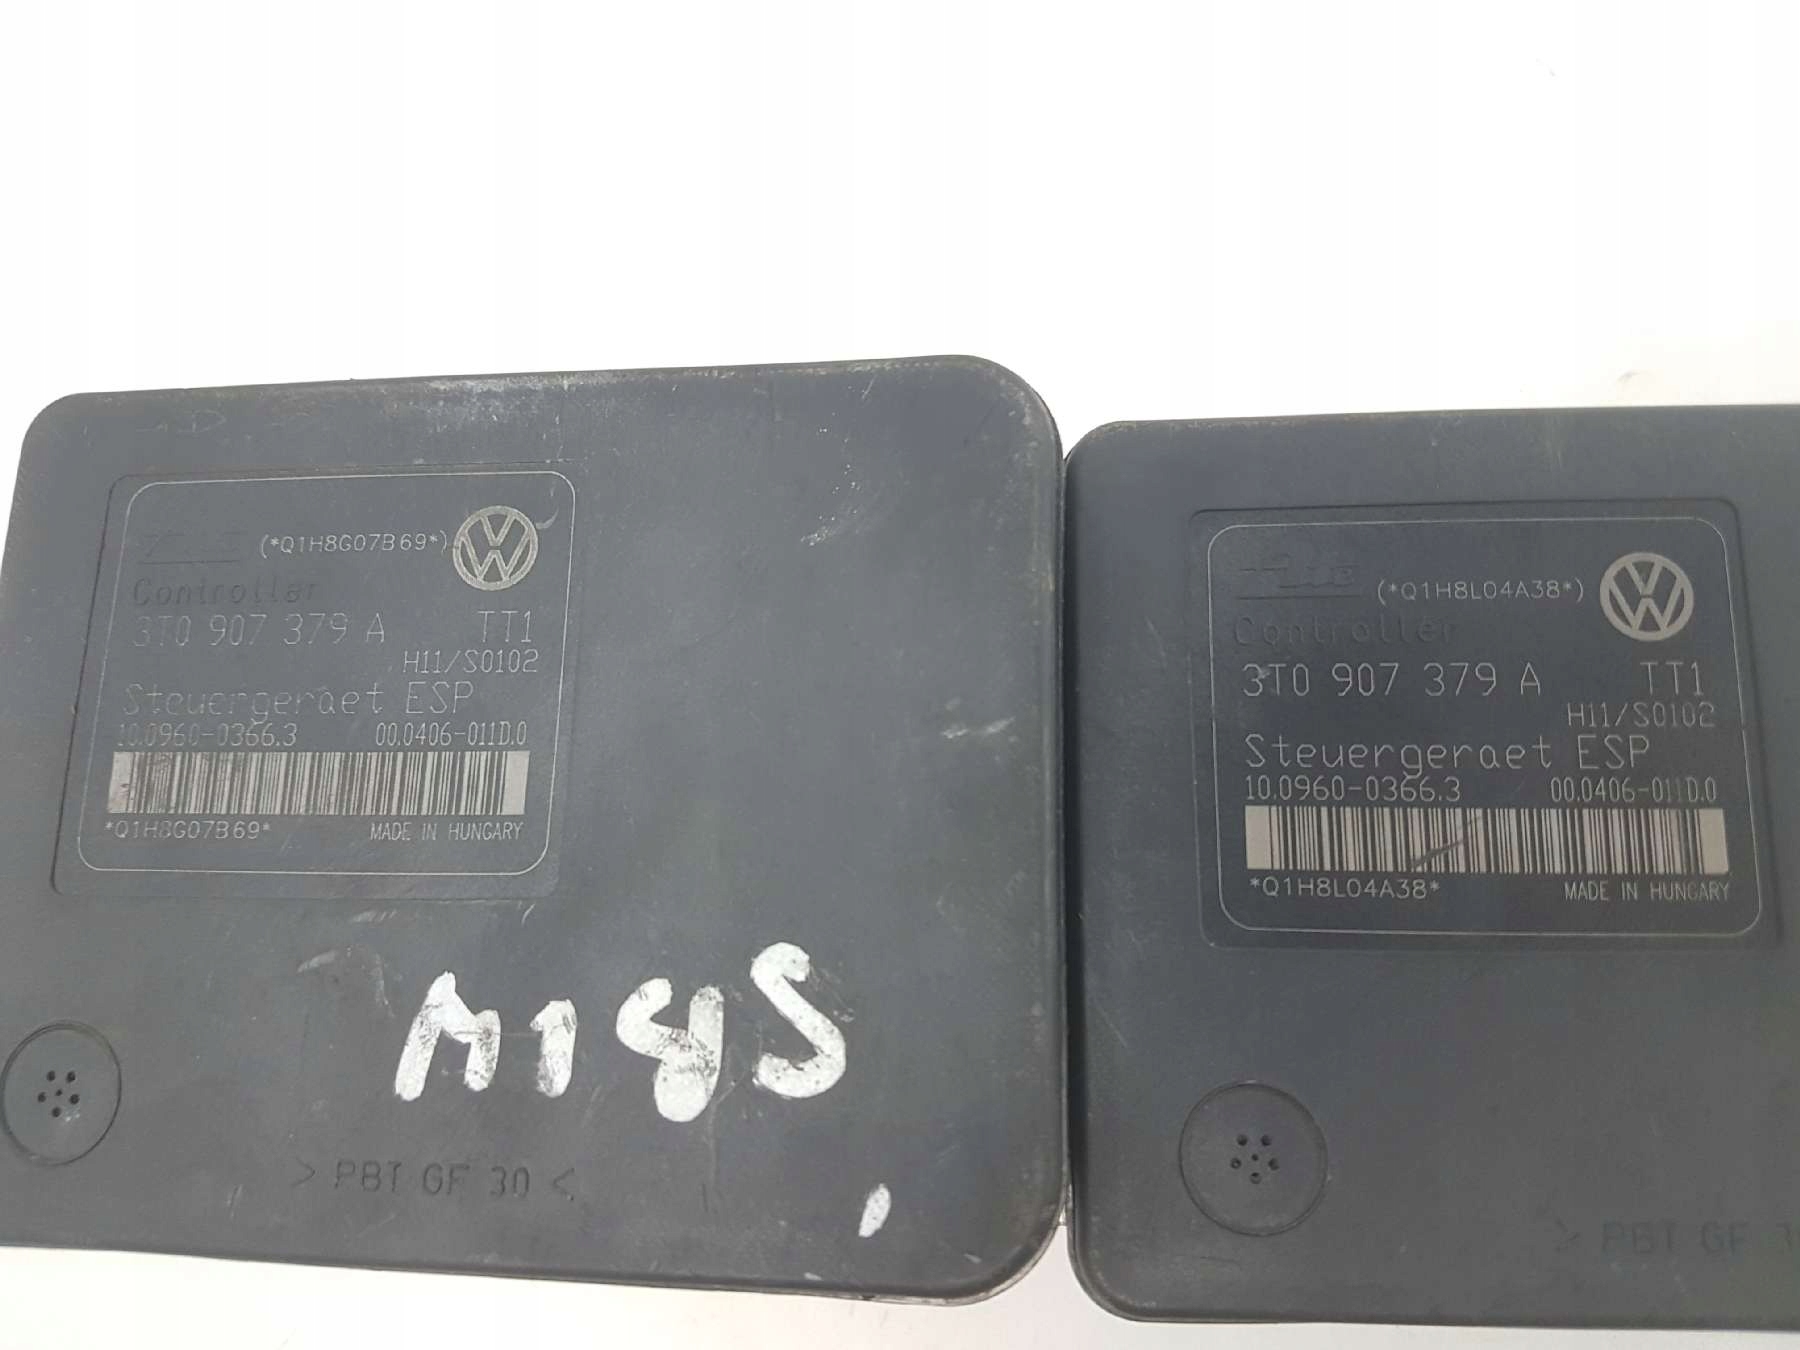 (*Q1H8G07B69*)
Controller
3T0 907 379 A TT1
H11/S0102
Steuergeraet ESP
10.0960-0366.3 00.0406-011D.0
*Q1H8G07B69*
MADE IN HUNGARY
> PBT GF 30 <
Ate (*Q1H8L04A38*)
Controller
3T0 907 379 A TT1
H11/S0102
Steuergeraet ESP
10.0960-0366.3 00.0406-011D.0
*Q1H8L04A38*
MADE IN HUNGARY
> PBT GF